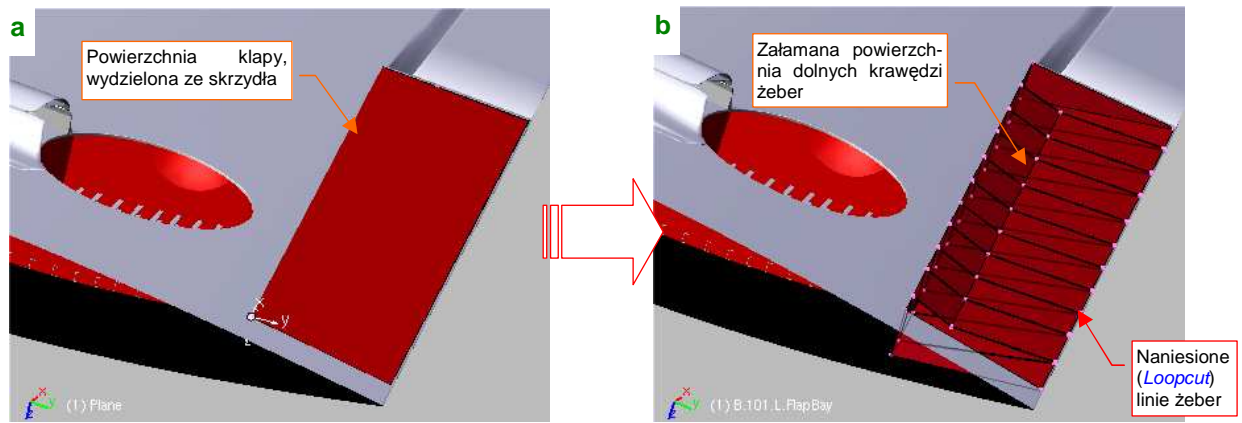 a
Powierzchnia klapy,
wydzielona ze skrzydła
x
y
x
y
z
(1) Plane
b
Załamana powierzch-
nia dolnych krawędzi
żeber
Naniesione
(Loopcut)
linie żeber
x
y
z
(1) B.101.L.FlapBay